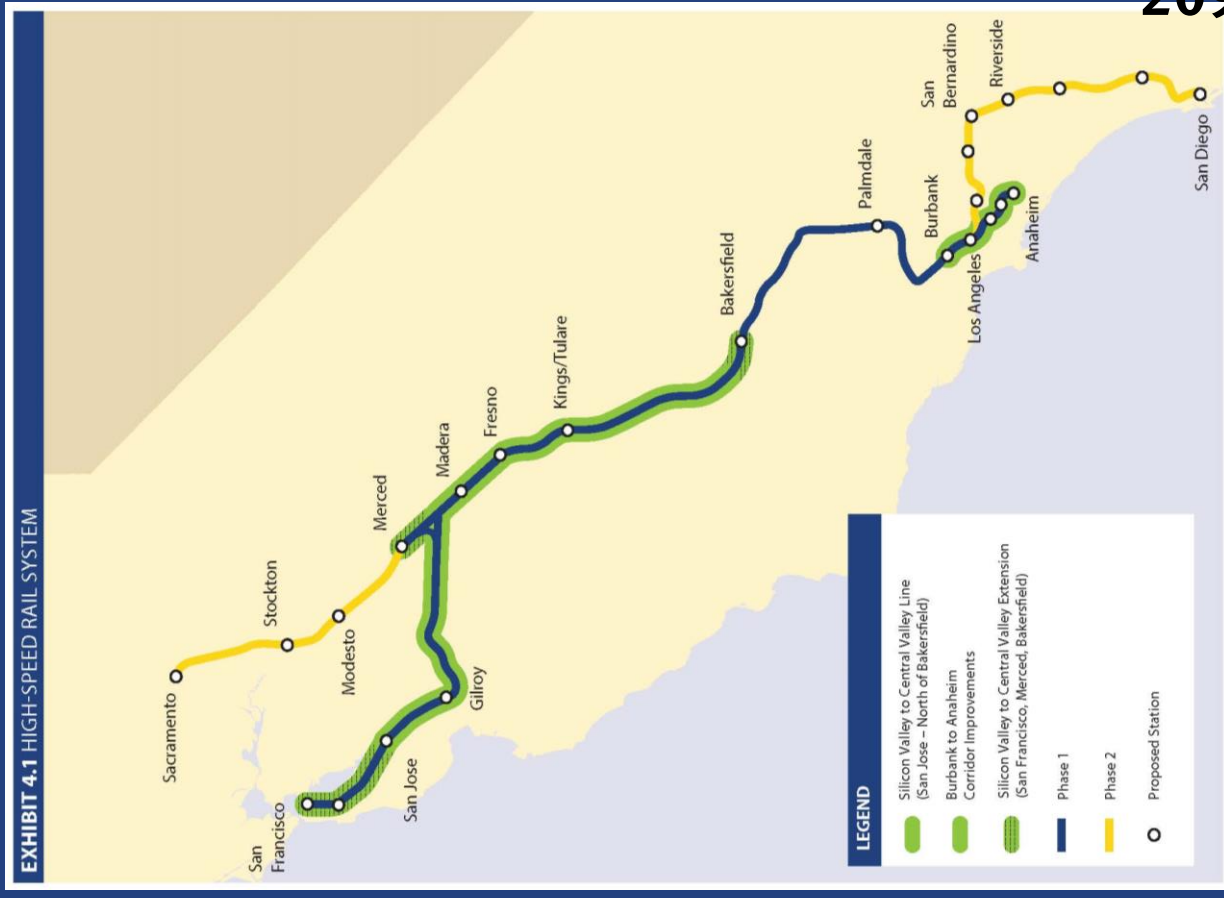 EXHIBIT 4.1 HIGH-SPEED RAIL SYSTEM
Sacramento
Stockton
Modesto
San
Francisco
San Jose
Gilroy
Merced
Madera
Fresno
Kings/Tulare
Bakersfield
Palmdale
Burbank
Los Angeles
Anaheim
San
Bernardino
Riverside
San Diego
LEGEND
Silicon Valley to Central Valley Line
(San Jose – North of Bakersfield)
Burbank to Anaheim
Corridor Improvements
Silicon Valley to Central Valley Extension
(San Francisco, Merced, Bakersfield)
Phase 1
Phase 2
Proposed Station